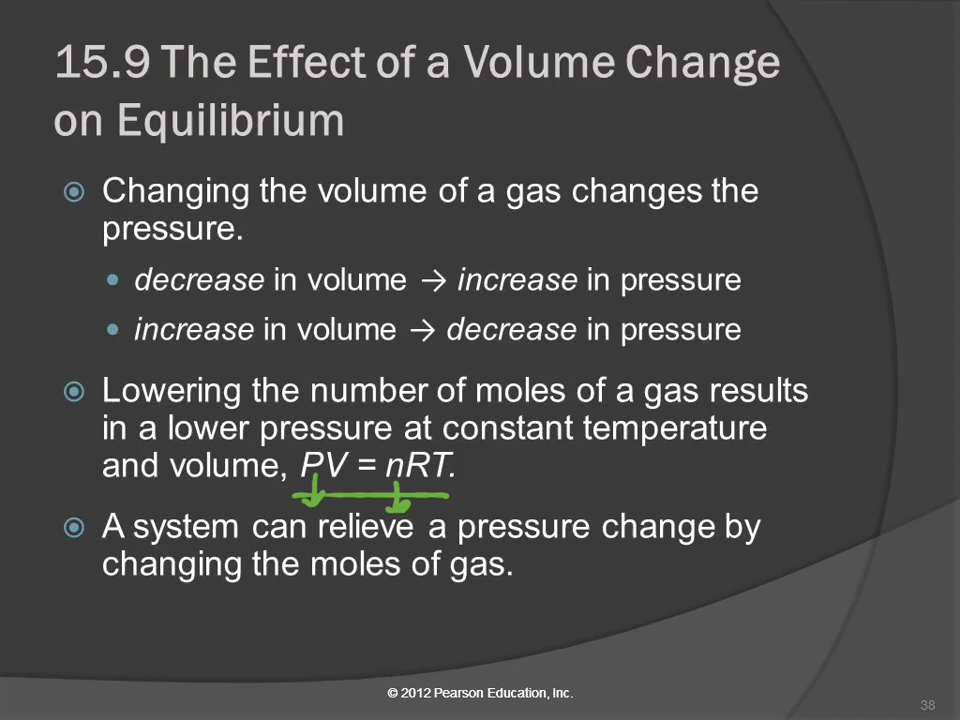 15.9 The Effect of a Volume Change
on Equilibrium
Changing the volume of a gas changes the
pressure.
decrease in volume → increase in pressure
increase in volume → decrease in pressure
Lowering the number of moles of a gas results
in a lower pressure at constant temperature
and volume, PV = nRT.
A system can relieve a pressure change by
changing the moles of gas.
© 2012 Pearson Education, Inc.
38